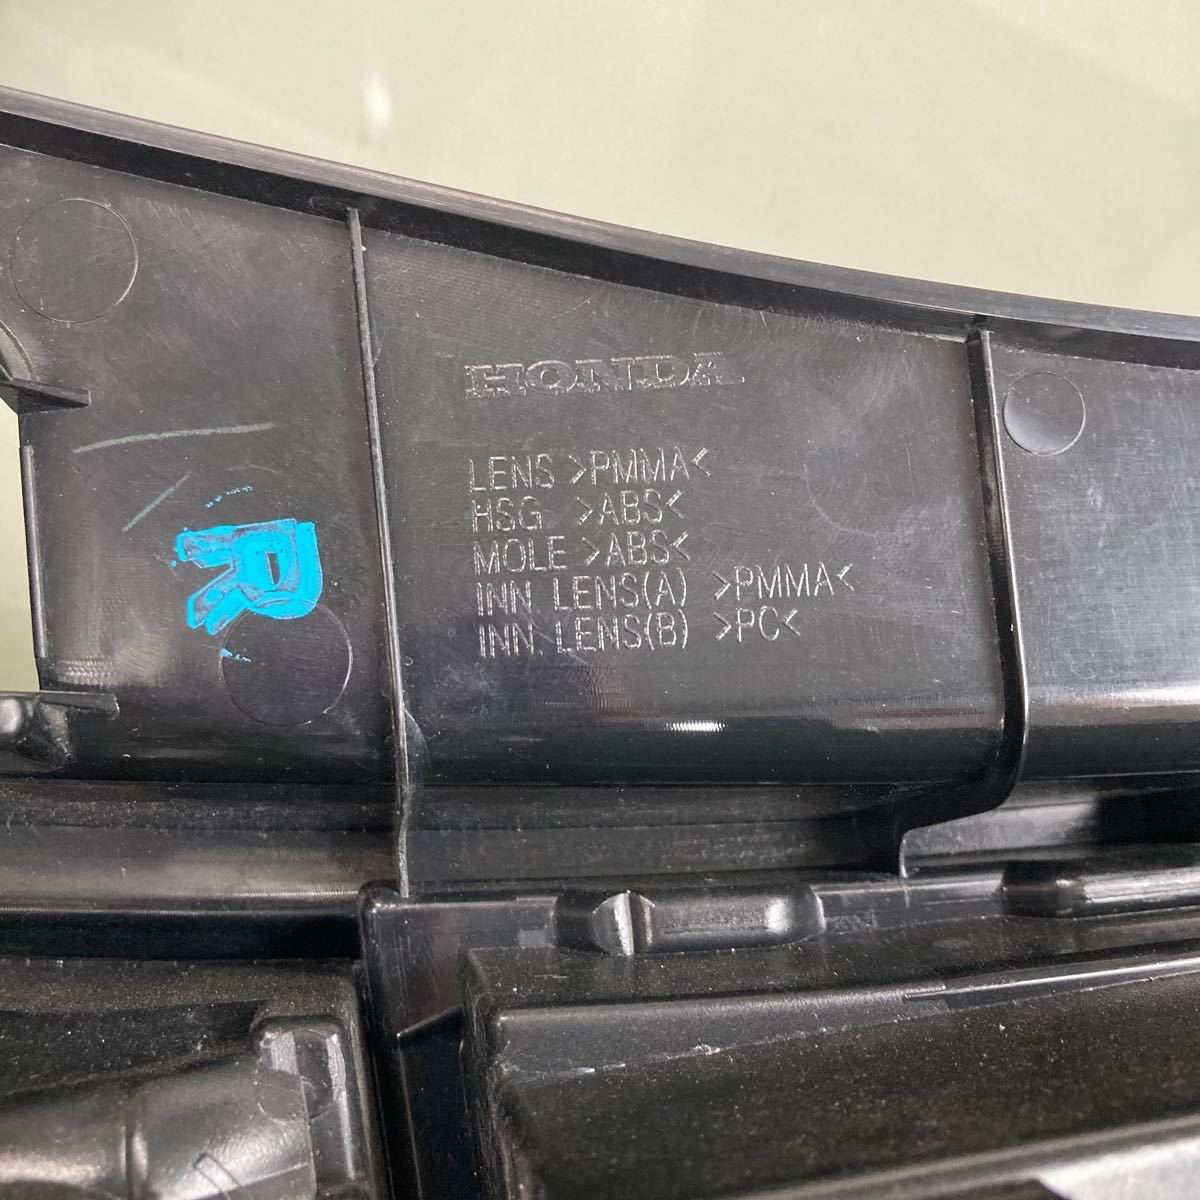 HONDA
LENS >PMMA<
HSG >ABS<
MOLE >ABS<
INN. LENS(A) >PMMA<
INN. LENS(B) >PC<
R